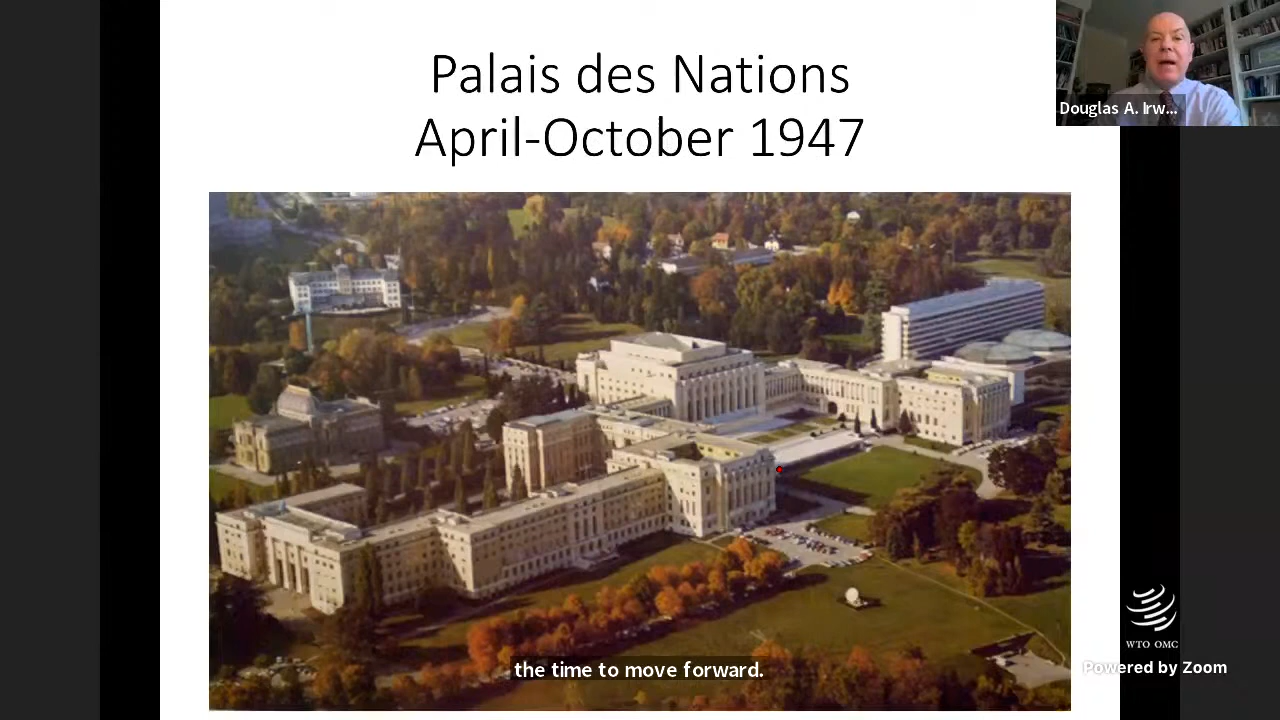 Palais des Nations
April-October 1947
Douglas A. Irw...
the time to move forward.
WTO OMC
Powered by Zoom